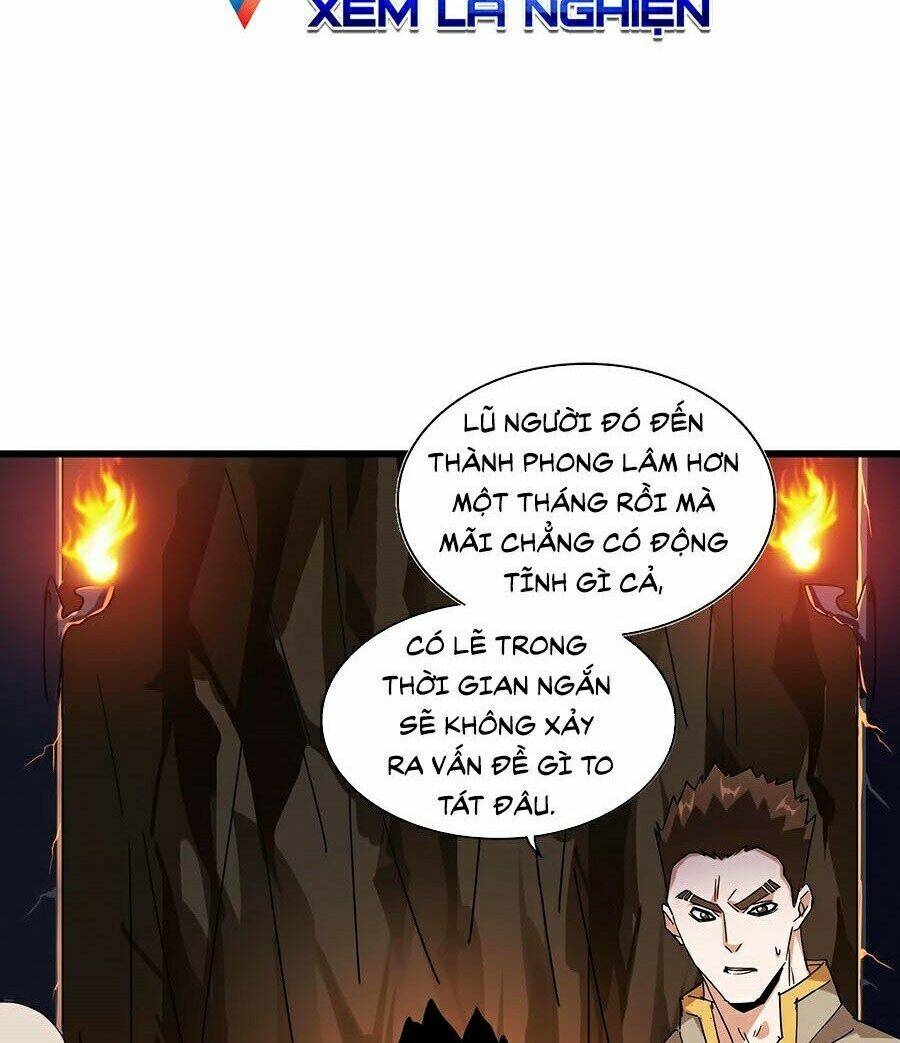 XEM LÀ NGHIỆN
LŨ NGƯỜI ĐÓ ĐẾN
THÀNH PHONG LÂM HƠN
MỘT THÁNG RỒI MÀ
MÃI CHẲNG CÓ ĐỘNG
TĨNH GÌ CẢ,
CÓ LẼ TRONG
THỜI GIAN NGẮN
SẼ KHÔNG XẢY
RA VẤN ĐỀ GÌ TO
TÁT ĐÂU.